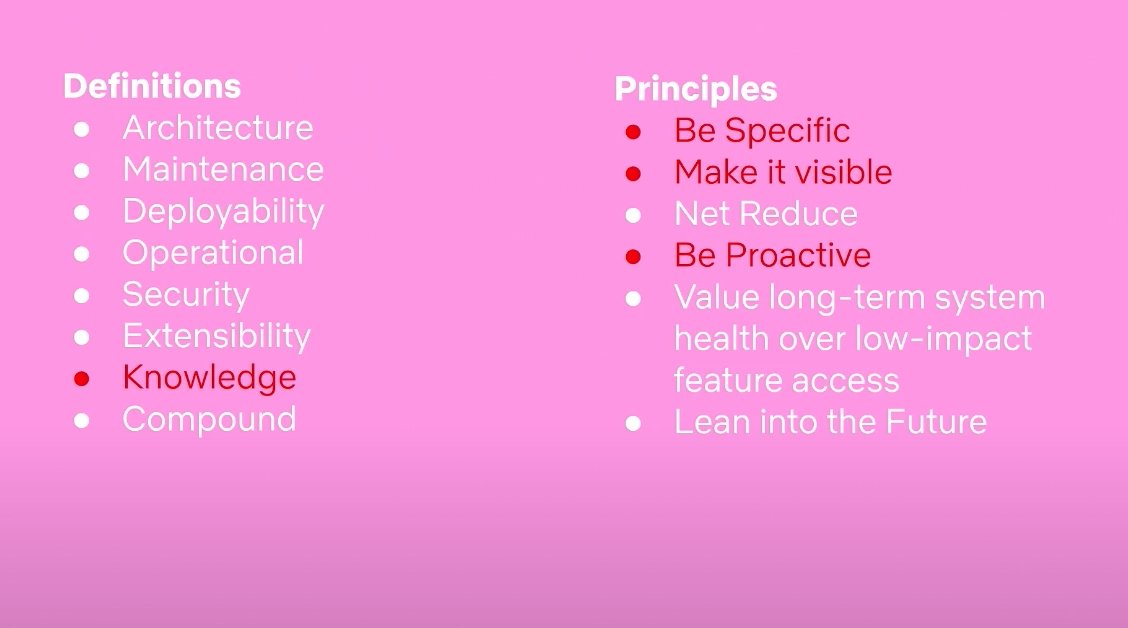 Definitions
● Architecture
● Maintenance
● Deployability
● Operational
● Security
● Extensibility
● Knowledge
● Compound
Principles
● Be Specific
● Make it visible
● Net Reduce
● Be Proactive
● Value long-term system
health over low-impact
feature access
● Lean into the Future